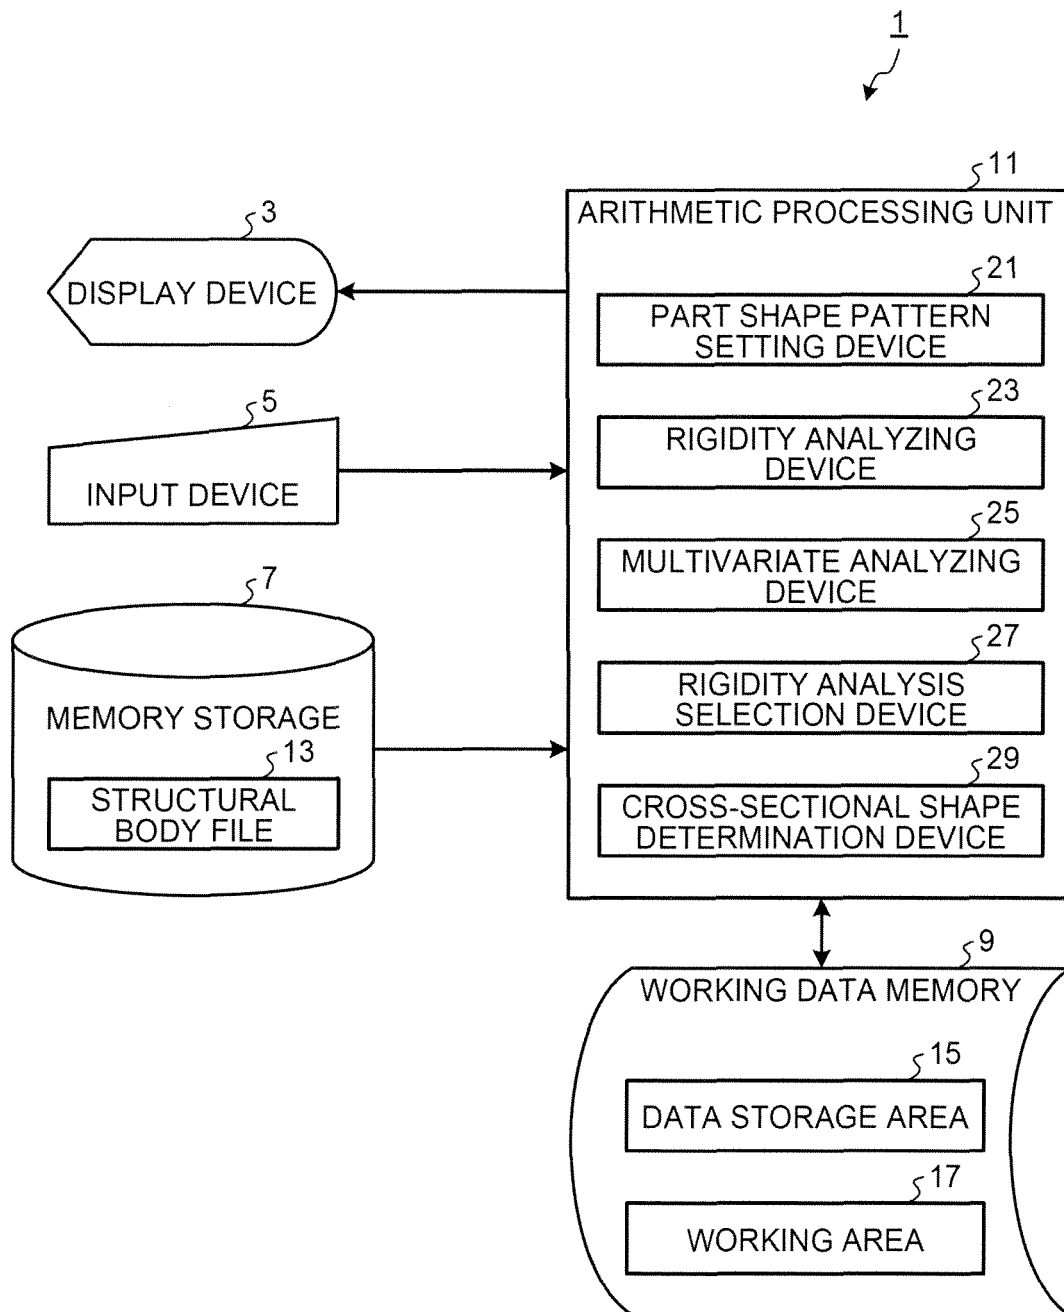 1
11
ARITHMETIC PROCESSING UNIT
3
DISPLAY DEVICE
21
PART SHAPE PATTERN
SETTING DEVICE
5
INPUT DEVICE
23
RIGIDITY ANALYZING
DEVICE
25
MULTIVARIATE ANALYZING
DEVICE
7
MEMORY STORAGE
13
STRUCTURAL
BODY FILE
27
RIGIDITY ANALYSIS
SELECTION DEVICE
29
CROSS-SECTIONAL SHAPE
DETERMINATION DEVICE
9
WORKING DATA MEMORY
15
DATA STORAGE AREA
17
WORKING AREA